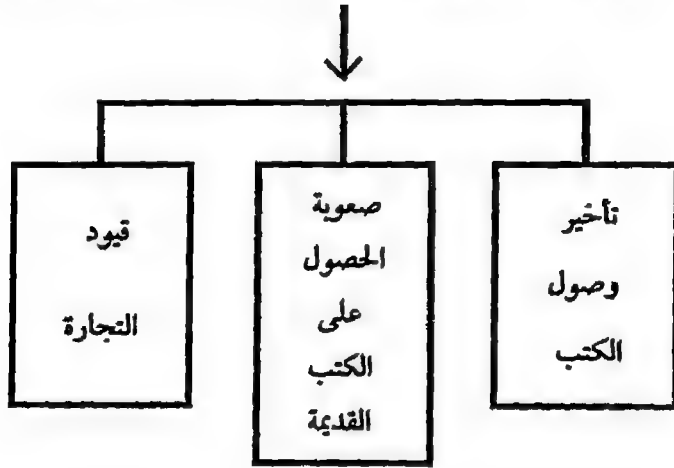 تأخير
وصول
الكتب
صعوبة
الحصول
على
الكتب
القديمة
قيود
التجارة